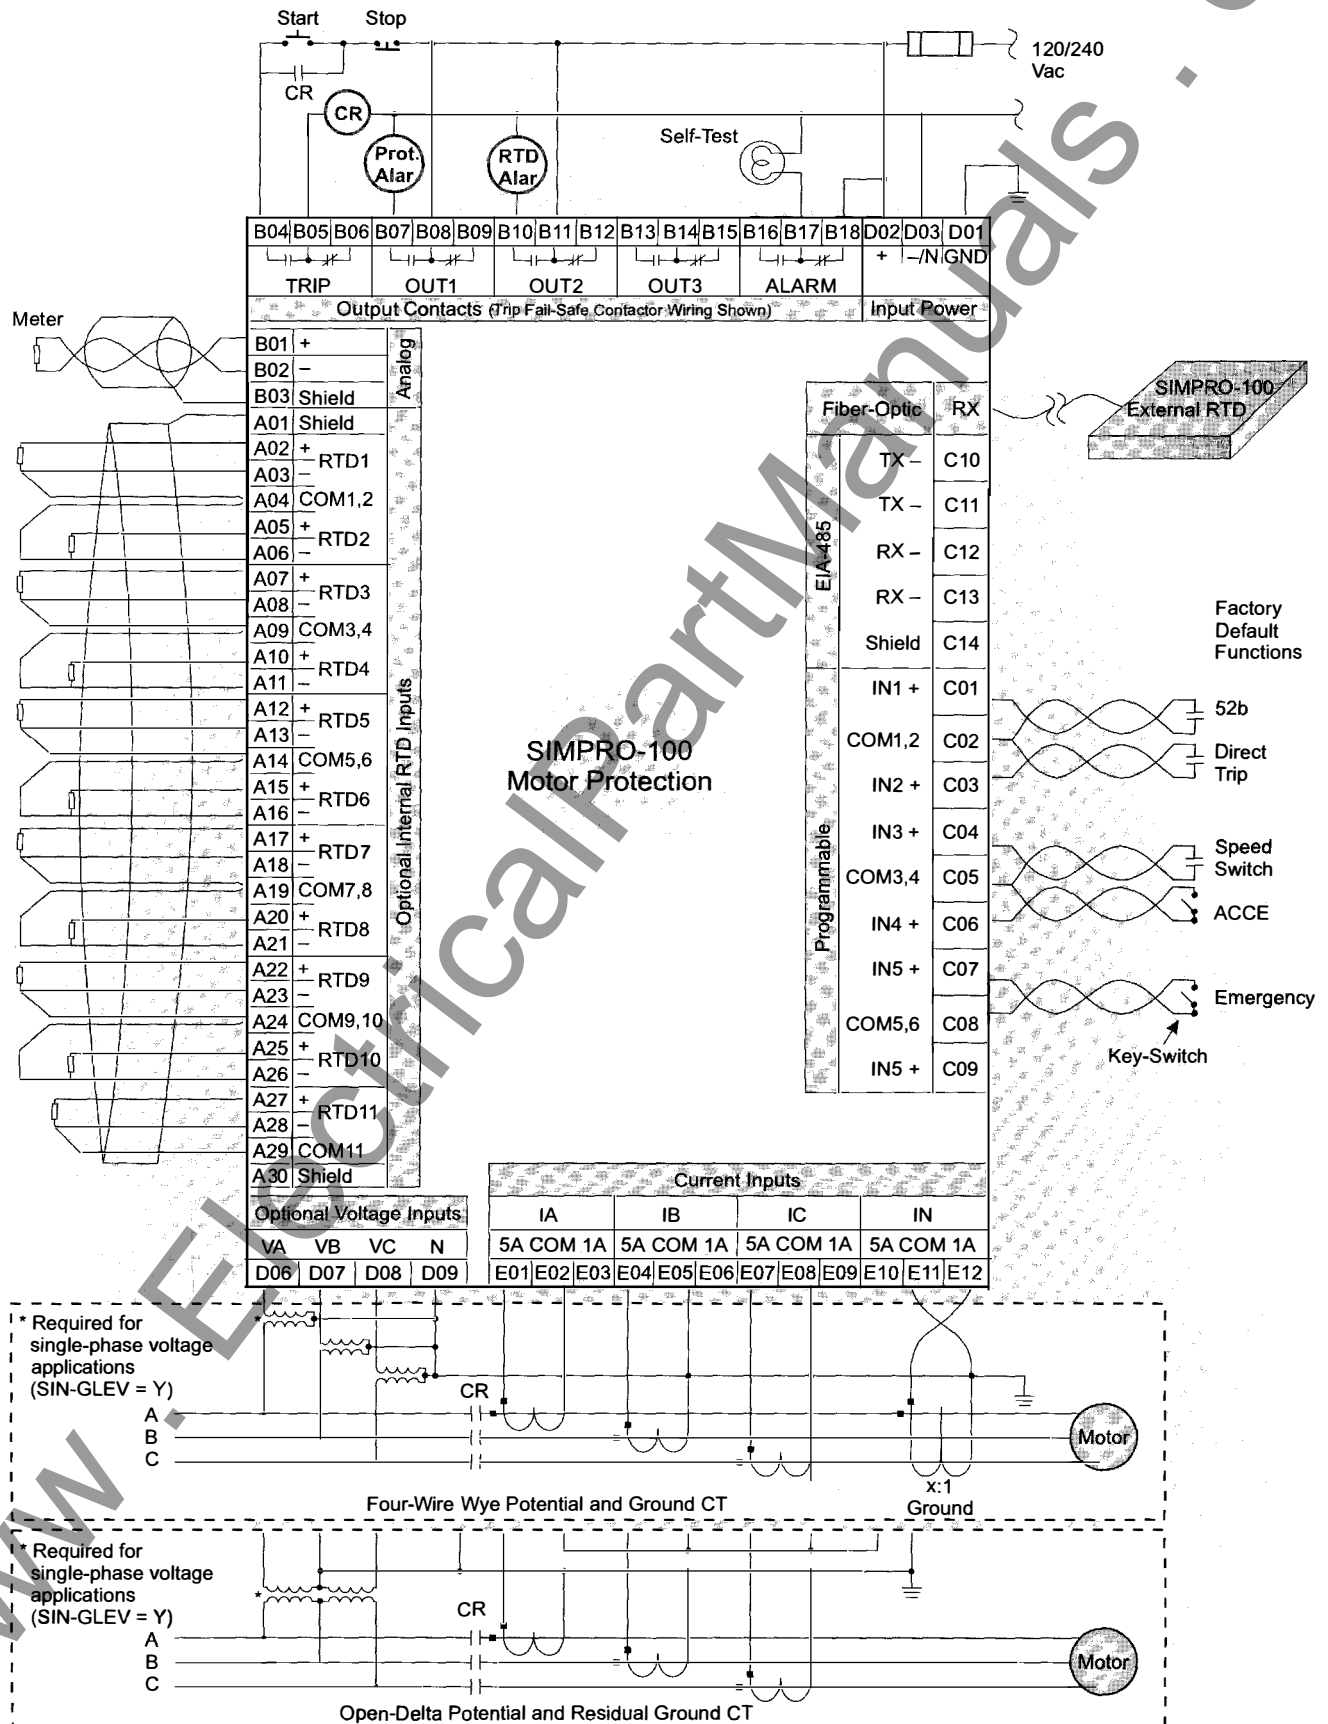 Start Stop
120/240
Vac
CR
CR
Self-Test
Prot.
Alar
RTD
Alar
B04 B05 B06 B07 B08 B09 B10 B11 B12 B13 B14 B15 B16 B17 B18 D02 D03 D01
+ –/N GND
TRIP OUT1 OUT2 OUT3 ALARM
Output Contacts (Trip Fail-Safe Contactor Wiring Shown) Input Power
Meter
B01 +
B02 –
B03 Shield
Analog
A01 Shield
A02 +
RTD1
A03 –
A04 COM1,2
A05 +
RTD2
A06 –
A07 +
RTD3
A08 –
A09 COM3,4
A10 +
RTD4
A11 –
A12 +
RTD5
A13 –
A14 COM5,6
A15 +
RTD6
A16 –
A17 +
RTD7
A18 –
A19 COM7,8
A20 +
RTD8
A21 –
A22 +
RTD9
A23 –
A24 COM9,10
A25 +
RTD10
A26 –
A27 +
RTD11
A28 –
A29 COM11
A30 Shield
Optional Internal RTD Inputs
SIMPRO-100
Motor Protection
Fiber-Optic RX
SIMPRO-100
External RTD
EIA-485
TX – C10
TX – C11
RX – C12
RX – C13
Shield C14
Programmable
IN1 + C01
COM1,2 C02
IN2 + C03
IN3 + C04
COM3,4 C05
IN4 + C06
IN5 + C07
COM5,6 C08
IN5 + C09
Factory
Default
Functions
52b
Direct
Trip
Speed
Switch
ACCE
Emergency
Key-Switch
Optional Voltage Inputs
VA VB VC N
D06 D07 D08 D09
Current Inputs
IA IB IC IN
5A COM 1A 5A COM 1A 5A COM 1A 5A COM 1A
E01 E02 E03 E04 E05 E06 E07 E08 E09 E10 E11 E12
* Required for
single-phase voltage
applications
(SIN-GLEV = Y)
*
CR
A
B
C
Motor
x:1
Ground
Four-Wire Wye Potential and Ground CT
* Required for
single-phase voltage
applications
(SIN-GLEV = Y)
*
CR
A
B
C
Motor
Open-Delta Potential and Residual Ground CT
www . ElectricalPartManuals . c